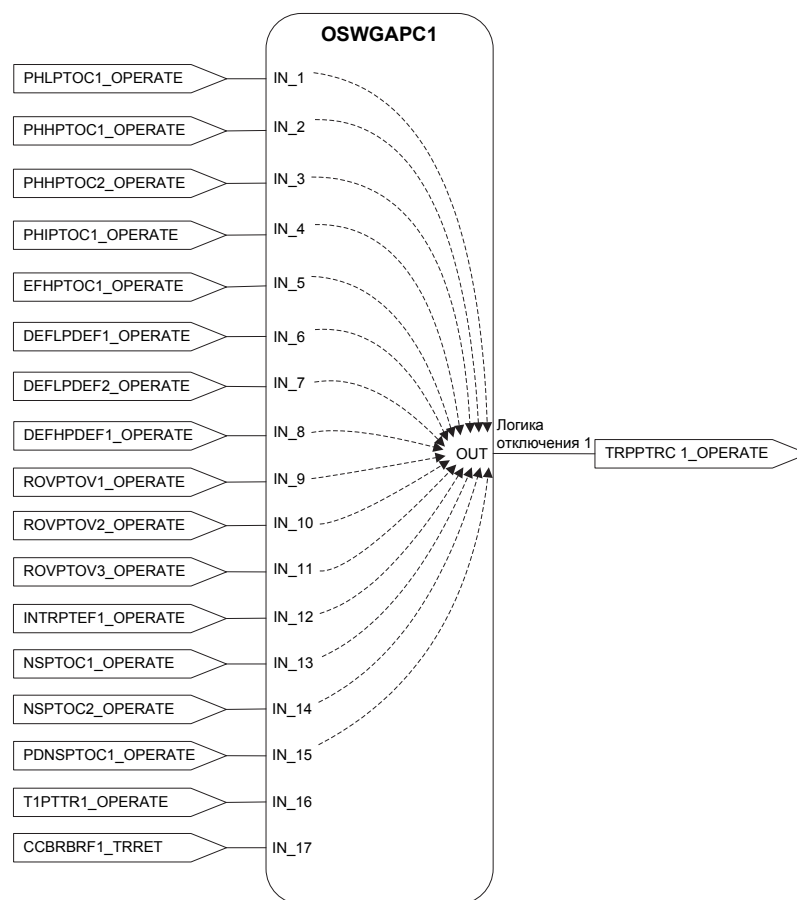 OSWGAPC1
PHLPTOC1_OPERATE IN_1
PHHPTOC1_OPERATE IN_2
PHHPTOC2_OPERATE IN_3
PHIPTOC1_OPERATE IN_4
EFHPTOC1_OPERATE IN_5
DEFLPDEF1_OPERATE IN_6
DEFLPDEF2_OPERATE IN_7
DEFHPDEF1_OPERATE IN_8
Логика
отключения 1
OUT TRPPTRC 1_OPERATE
ROVPTOV1_OPERATE IN_9
ROVPTOV2_OPERATE IN_10
ROVPTOV3_OPERATE IN_11
INTRPTEF1_OPERATE IN_12
NSPTOC1_OPERATE IN_13
NSPTOC2_OPERATE IN_14
PDNSPTOC1_OPERATE IN_15
T1PTTR1_OPERATE IN_16
CCBRBRF1_TRRET IN_17